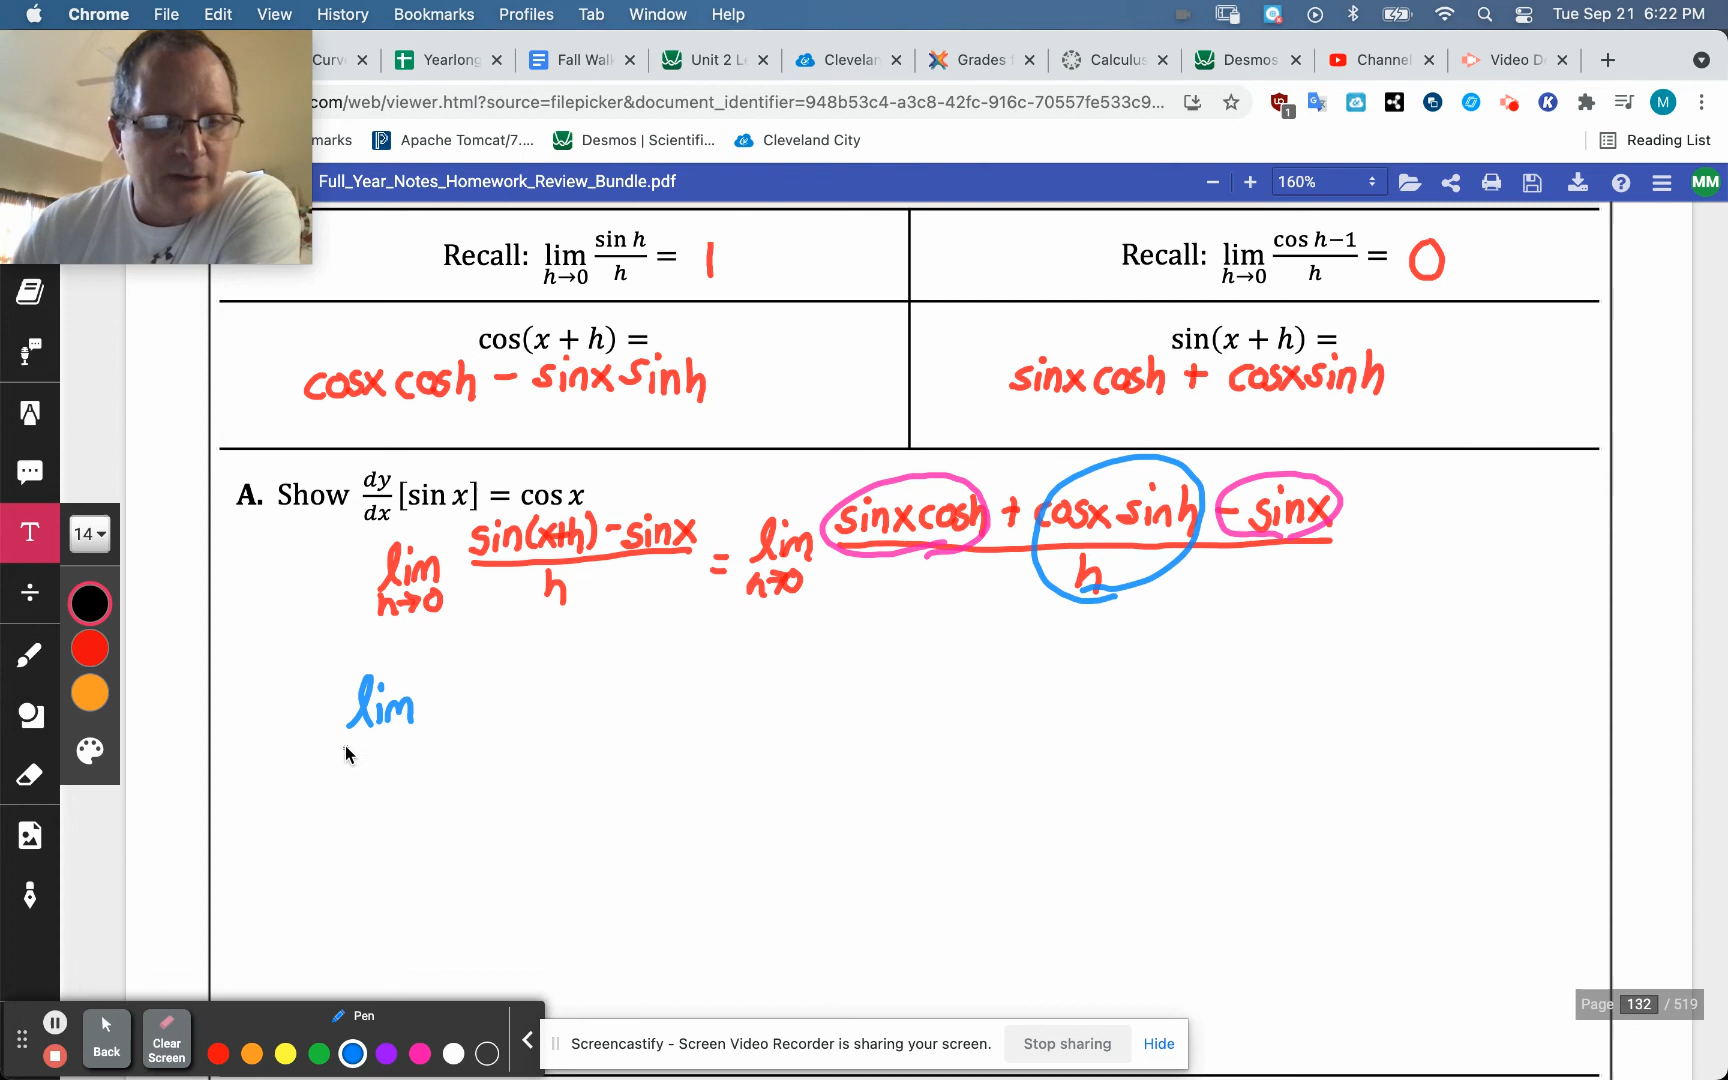 Chrome File Edit View History Bookmarks Profiles Tab Window Help Tue Sep 21 6:22 PM
Curv Yearlong Fall Wal Unit 2 L Clevelan Grades f Calculus Desmos Channel Video D
.com/web/viewer.html?source=filepicker&document_identifier=948b53c4-a3c8-42fc-916c-70557fe533c9...
marks Apache Tomcat/7.... Desmos | Scientifi... Cleveland City Reading List
Full_Year_Notes_Homework_Review_Bundle.pdf 160% MM
Recall: lim h→0 sin h / h = 1
Recall: lim h→0 cos h−1 / h = 0
cos(x + h) =
cosx cosh − sinx sinh
sin(x + h) =
sinx cosh + cosx sinh
A. Show dy/dx [sin x] = cos x
lim h→0 sin(x+h) − sinx / h = lim h→0 sinx cosh + cosx sinh − sinx / h
lim
14
Page 132 / 519
Pen
Back Clear Screen
Screencastify - Screen Video Recorder is sharing your screen. Stop sharing Hide